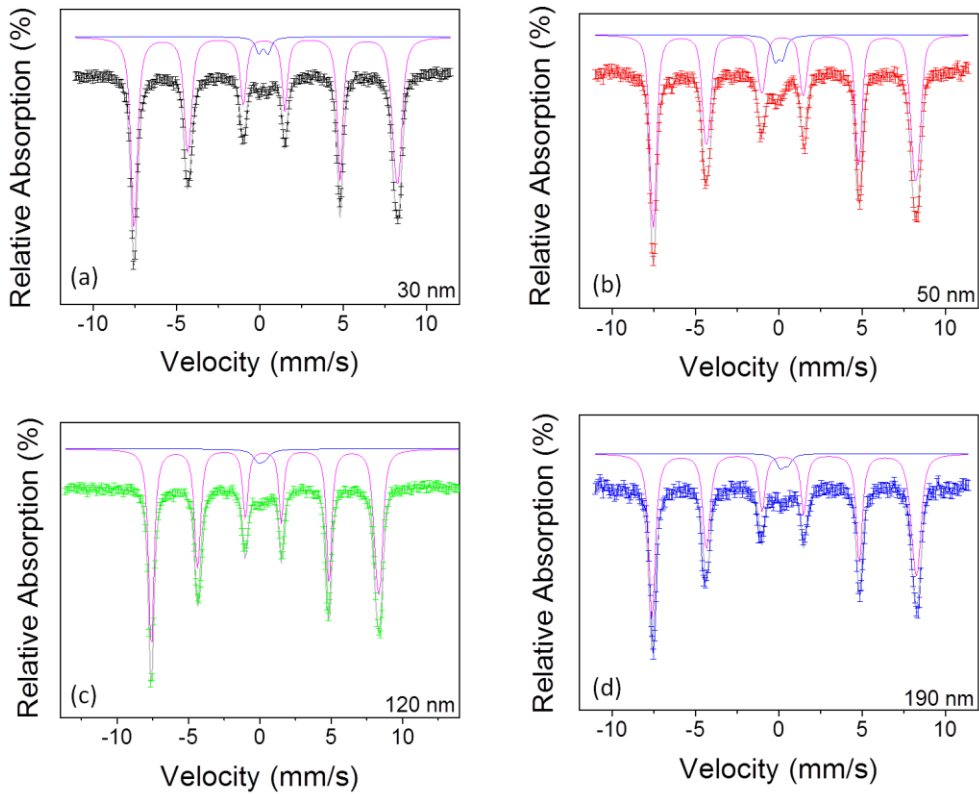 Relative Absorption (%)
(a)
30 nm
-10 -5 0 5 10
Velocity (mm/s)
Relative Absorption (%)
(b)
50 nm
-10 -5 0 5 10
Velocity (mm/s)
Relative Absorption (%)
(c)
120 nm
-10 -5 0 5 10
Velocity (mm/s)
Relative Absorption (%)
(d)
190 nm
-10 -5 0 5 10
Velocity (mm/s)